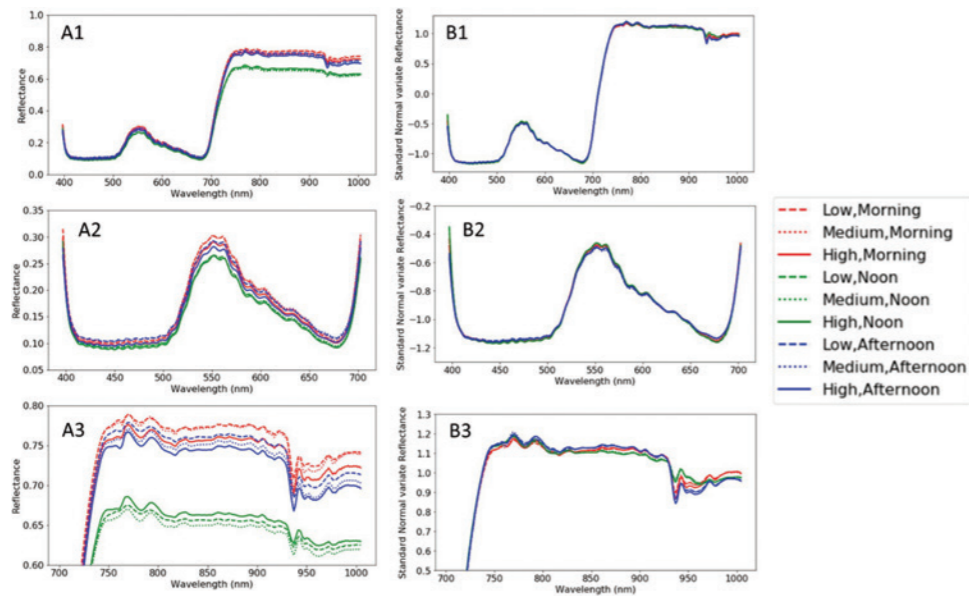 A1
1.0
0.8
0.6
0.4
0.2
0.0
Reflectance
400 500 600 700 800 900 1000
Wavelength (nm)
B1
1.0
0.5
0.0
−0.5
−1.0
Standard Normal variate Reflectance
400 500 600 700 800 900 1000
Wavelength (nm)
A2
0.35
0.30
0.25
0.20
0.15
0.10
0.05
Reflectance
400 450 500 550 600 650 700
Wavelength (nm)
B2
−0.2
−0.4
−0.6
−0.8
−1.0
−1.2
Standard Normal variate Reflectance
400 450 500 550 600 650 700
Wavelength (nm)
A3
0.80
0.75
0.70
0.65
0.60
Reflectance
700 750 800 850 900 950 1000
Wavelength (nm)
B3
1.3
1.2
1.1
1.0
0.9
0.8
0.7
0.6
0.5
Standard Normal variate Reflectance
700 750 800 850 900 950 1000
Wavelength (nm)
Low,Morning
Medium,Morning
High,Morning
Low,Noon
Medium,Noon
High,Noon
Low,Afternoon
Medium,Afternoon
High,Afternoon